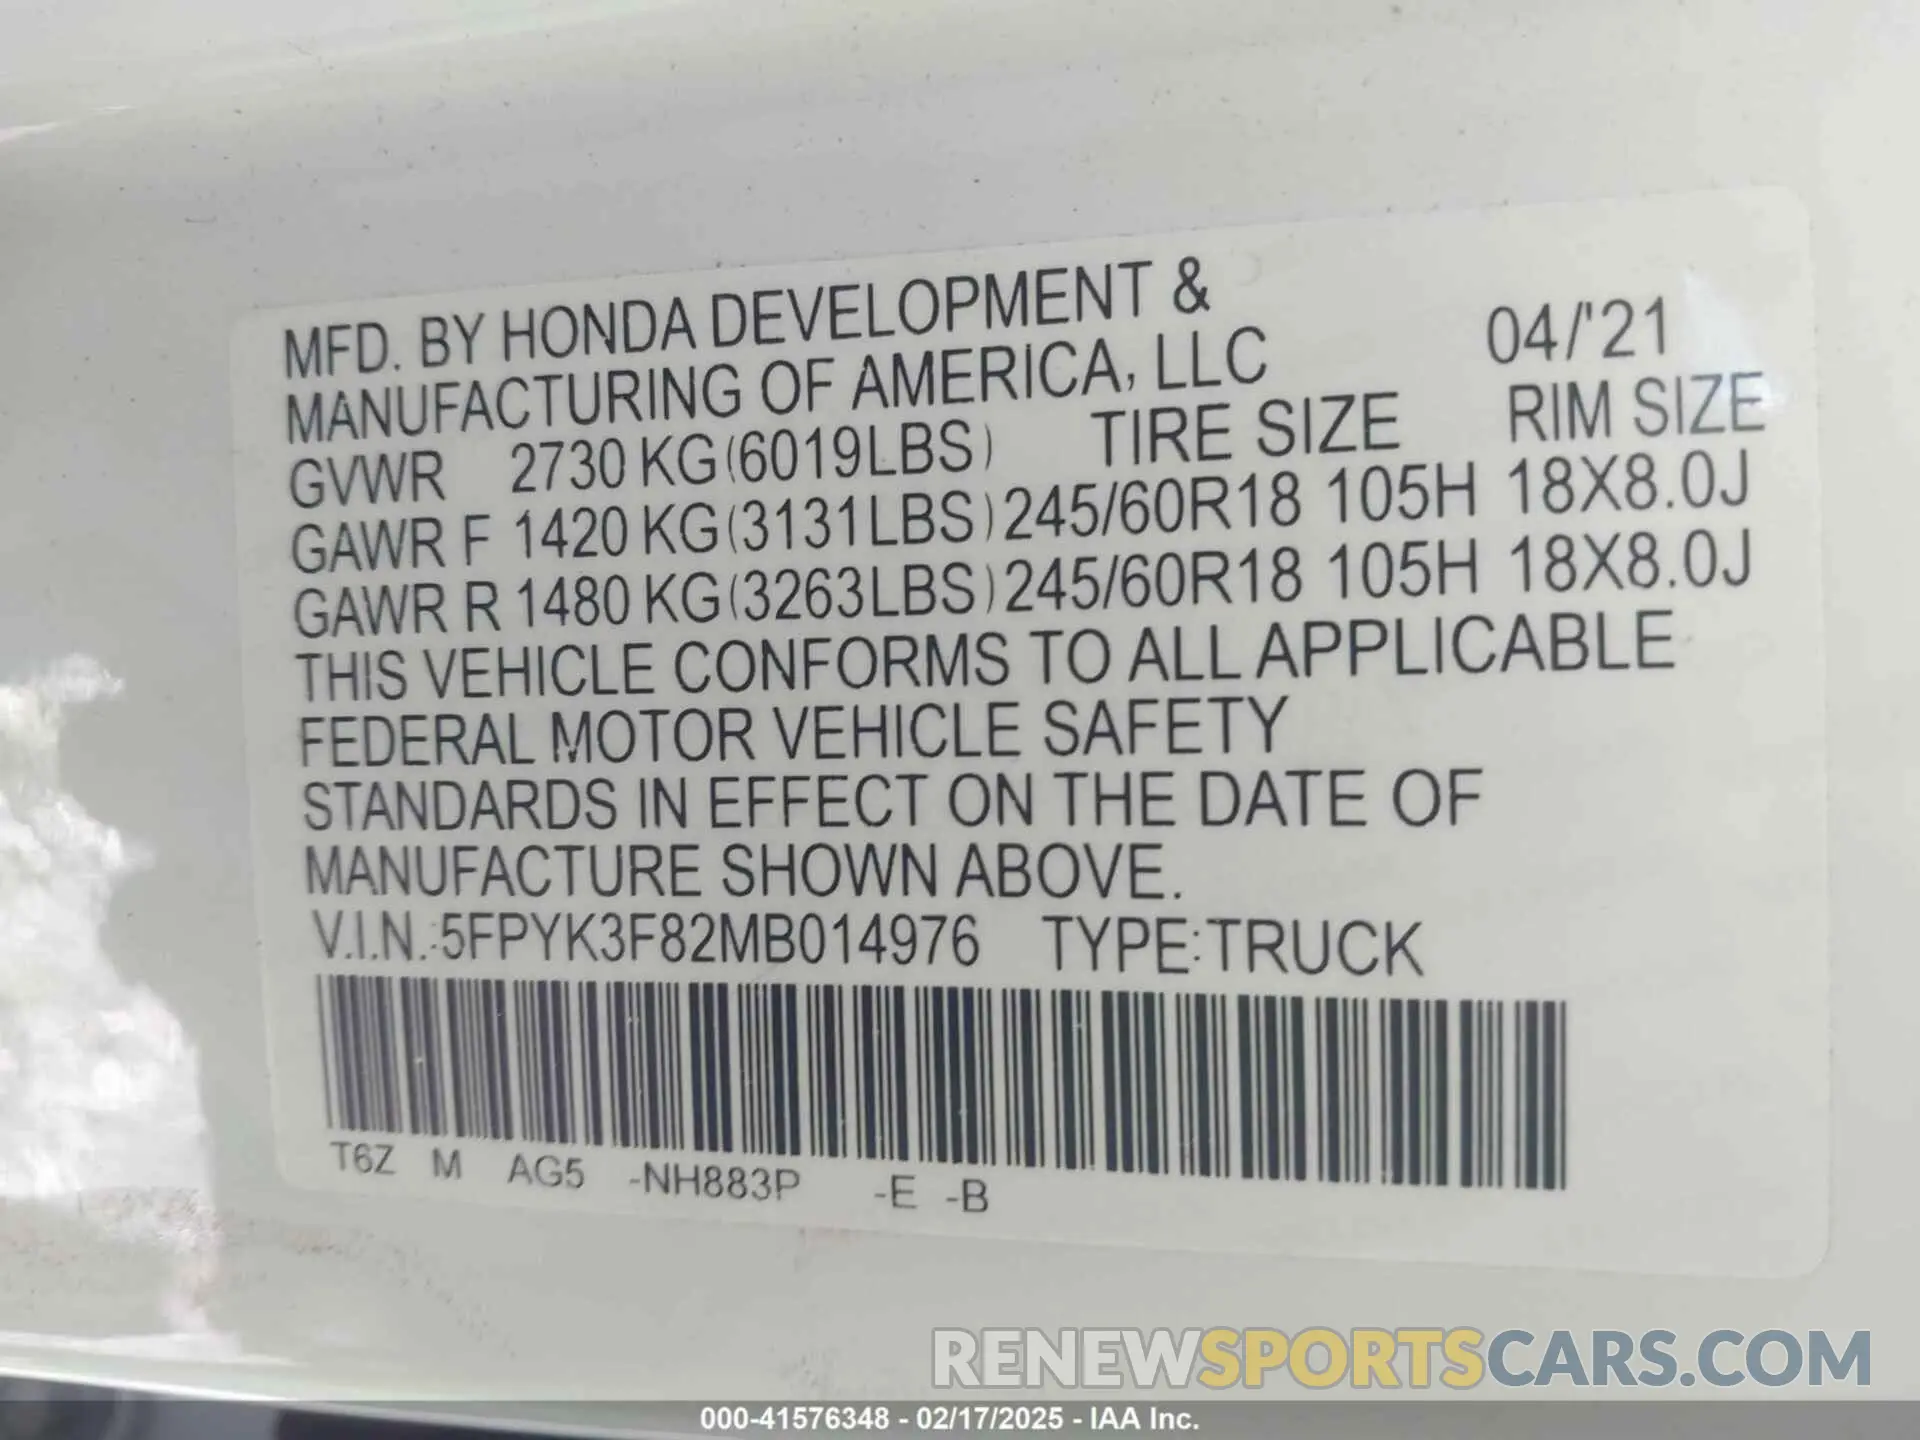 MFD. BY HONDA DEVELOPMENT &
MANUFACTURING OF AMERICA, LLC 04/'21
GVWR 2730 KG(6019LBS) TIRE SIZE RIM SIZE
GAWR F 1420 KG(3131LBS)245/60R18 105H 18X8.0J
GAWR R 1480 KG(3263LBS)245/60R18 105H 18X8.0J
THIS VEHICLE CONFORMS TO ALL APPLICABLE
FEDERAL MOTOR VEHICLE SAFETY
STANDARDS IN EFFECT ON THE DATE OF
MANUFACTURE SHOWN ABOVE.
V.I.N.:5FPYK3F82MB014976 TYPE:TRUCK
T6Z M AG5 -NH883P -E -B
RENEWSPORTSCARS.COM
000-41576348 - 02/17/2025 - IAA Inc.